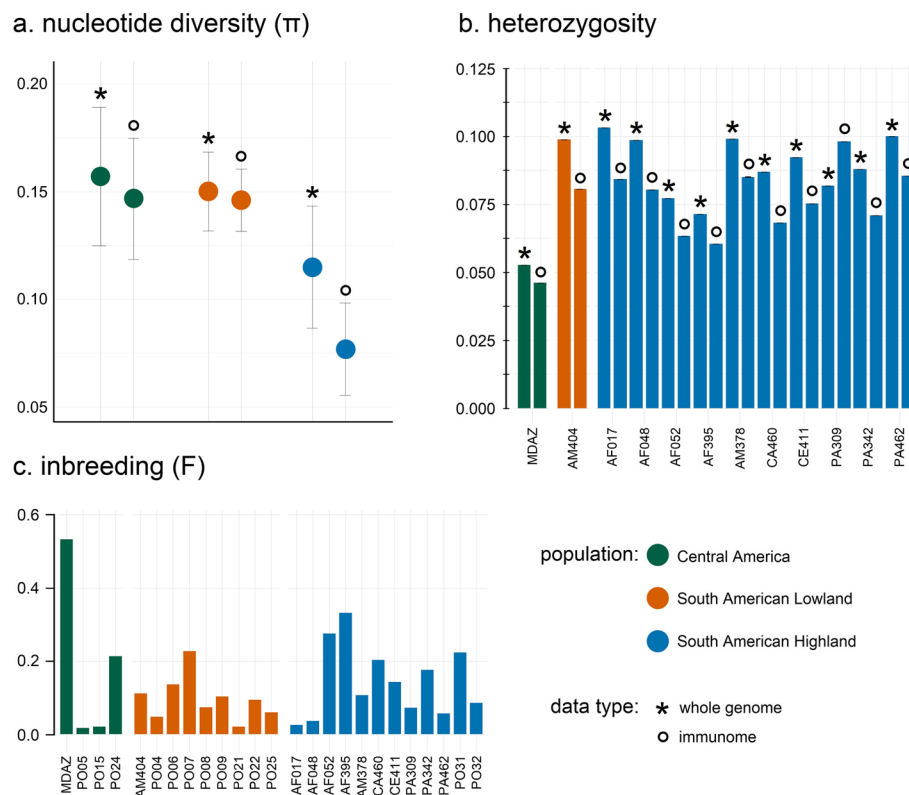 a. nucleotide diversity (π)
0.20
0.15
0.10
0.05
b. heterozygosity
0.125
0.100
0.075
0.050
0.025
0.000
MDAZ
AM404
AF017
AF048
AF052
AF395
AM378
CA460
CE411
PA309
PA342
PA462
c. inbreeding (F)
0.6
0.4
0.2
0.0
MDAZ
PO05
PO15
PO24
AM404
PO04
PO06
PO07
PO08
PO09
PO21
PO22
PO25
AF017
AF048
AF052
AF395
AM378
CA460
CE411
PA309
PA342
PA462
PO31
PO32
population:
Central America
South American Lowland
South American Highland
data type:
* whole genome
o immunome